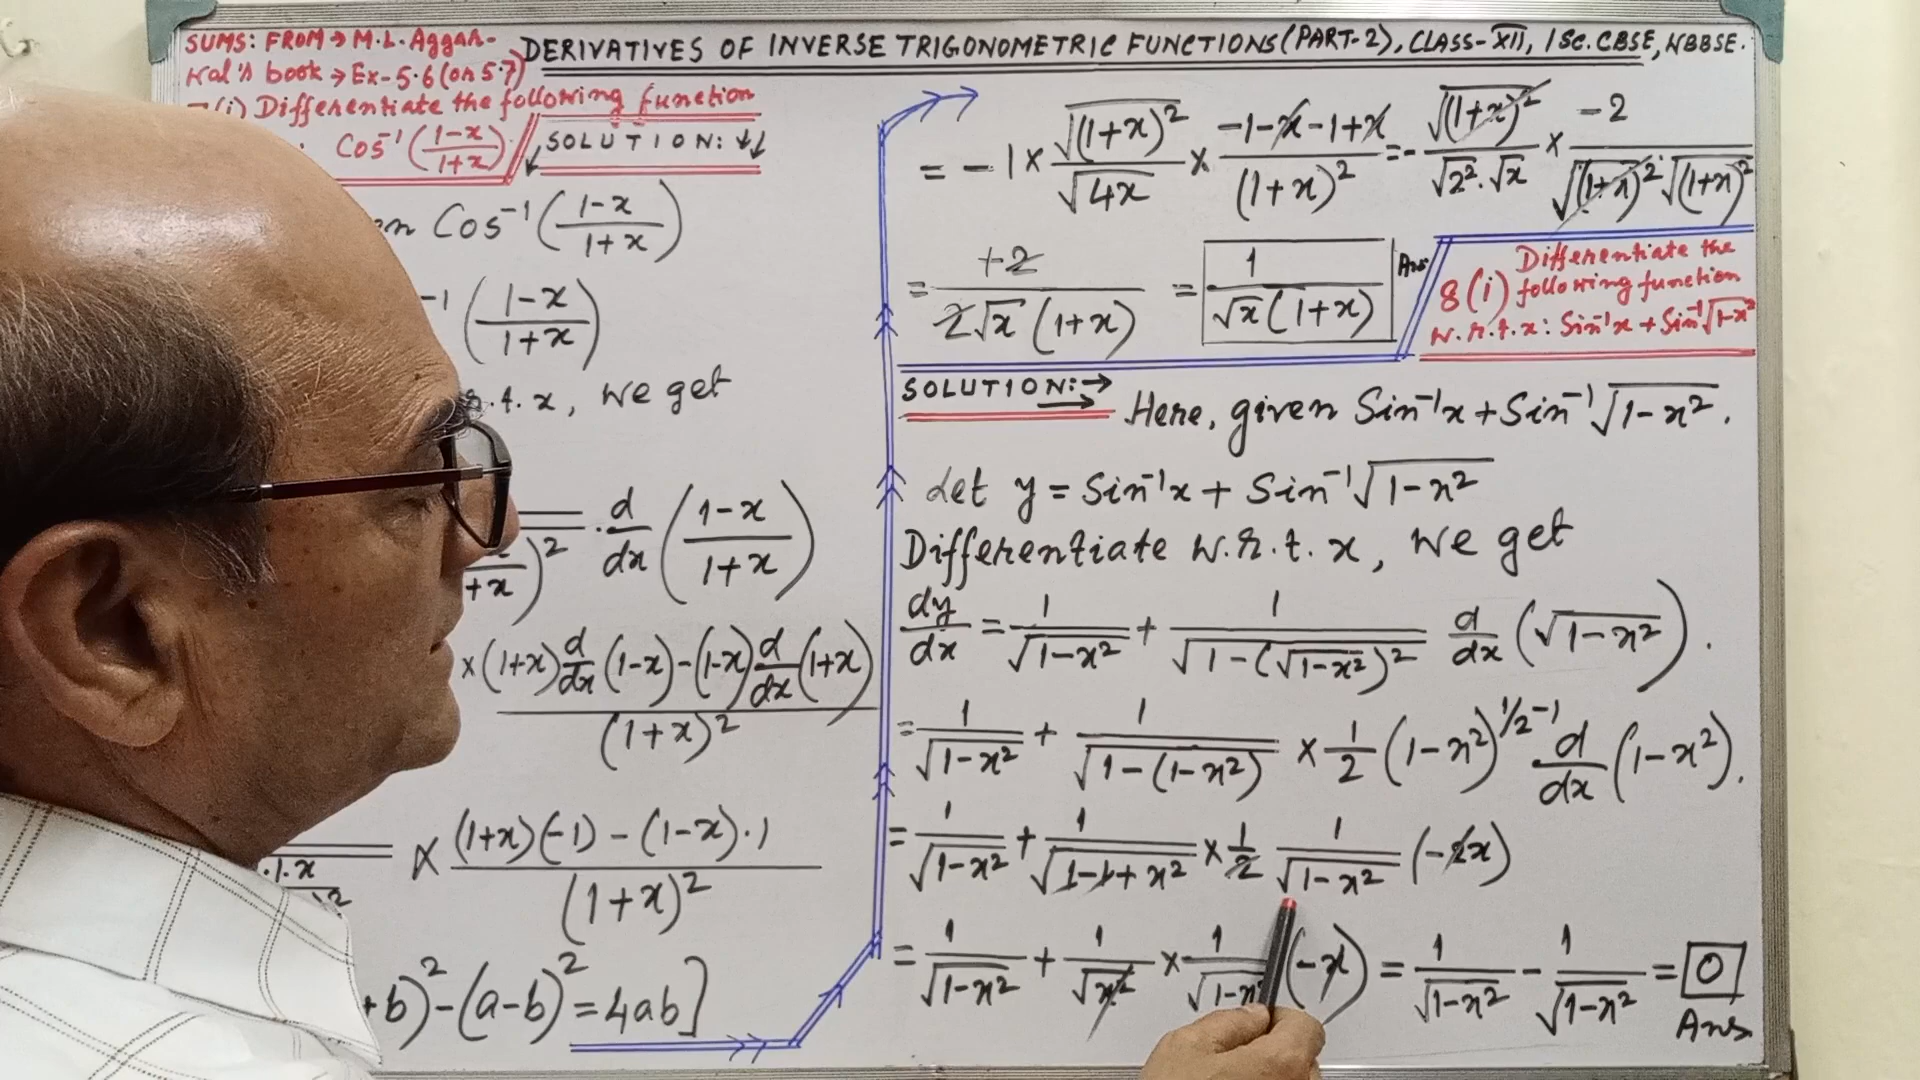 SUMS: FROM → M.L. Aggar-
wal's book → Ex-5.6 (or 5.7)
DERIVATIVES OF INVERSE TRIGONOMETRIC FUNCTIONS (PART-2), CLASS-XII, ISC. CBSE, WBBSE.
(i) Differentiate the following function
Cos⁻¹((1-x)/(1+x))
SOLUTION: ↓↓
Cos⁻¹((1-x)/(1+x))
⁻¹((1-x)/(1+x))
.t. x, we get
)² · d/dx((1-x)/(1+x))
× ((1+x) d/dx(1-x) - (1-x) d/dx(1+x))/(1+x)²
× ((1+x)(-1) - (1-x)·1)/(1+x)²
+b)² - (a-b)² = 4ab]
= -1 × √((1+x)²)/√(4x) × (-1-x-1+x)/(1+x)² = - √((1+x)²)/(√2²·√x) × -2/(√((1+x)²) √((1+x)²))
= +2/(2√x(1+x)) = 1/(√x(1+x)) Ans
8(i) Differentiate the
following function
w.r.t. x: Sin⁻¹x + Sin⁻¹√(1-x²)
SOLUTION: → Here, given Sin⁻¹x + Sin⁻¹√(1-x²).
Let y = Sin⁻¹x + Sin⁻¹√(1-x²)
Differentiate w.r.t. x, we get
dy/dx = 1/√(1-x²) + 1/√(1-(√(1-x²))²) d/dx(√(1-x²)).
= 1/√(1-x²) + 1/√(1-(1-x²)) × 1/2 (1-x²)^(1/2-1) d/dx(1-x²).
= 1/√(1-x²) + 1/√(1-1+x²) × 1/2 1/√(1-x²) (-2x)
= 1/√(1-x²) + 1/√x² × 1/√(1-x²) (-x) = 1/√(1-x²) - 1/√(1-x²) = 0
Ans